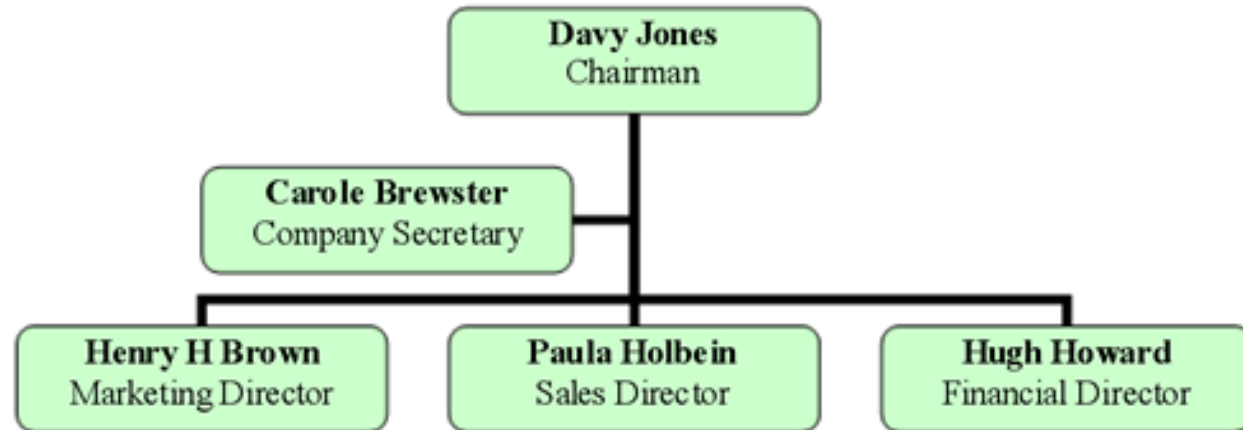 Davy Jones
Chairman
Carole Brewster
Company Secretary
Henry H Brown
Marketing Director
Paula Holbein
Sales Director
Hugh Howard
Financial Director